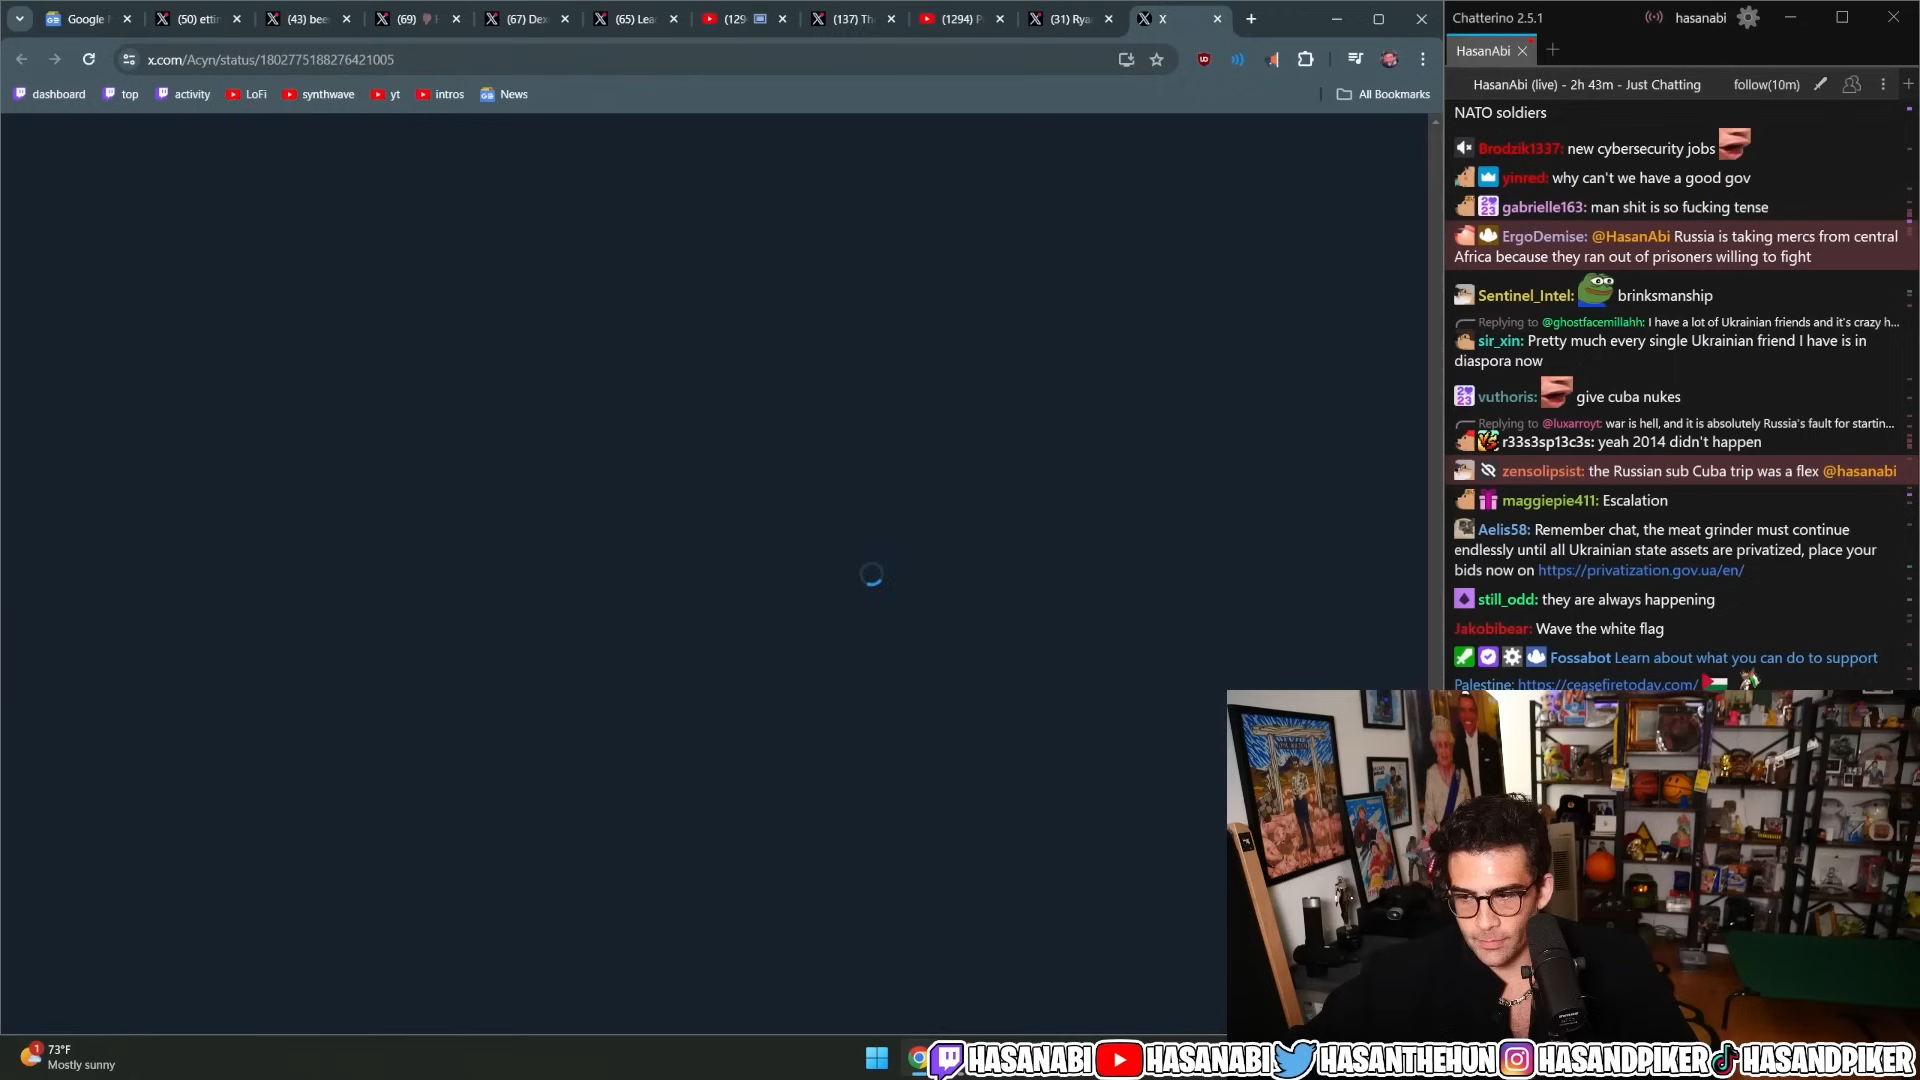 Google
(50) ettin
(43) bee
(69)
(67) Dex
(65) Lea
(129
(137) Th
(1294) P
(31) Rya
X
x.com/Acyn/status/1802775188276421005
dashboard
top
activity
LoFi
synthwave
yt
intros
News
All Bookmarks
Chatterino 2.5.1
hasanabi
HasanAbi
HasanAbi (live) - 2h 43m - Just Chatting
follow(10m)
NATO soldiers
Brodzik1337: new cybersecurity jobs
yinred: why can't we have a good gov
gabrielle163: man shit is so fucking tense
ErgoDemise: @HasanAbi Russia is taking mercs from central
Africa because they ran out of prisoners willing to fight
Sentinel_Intel: brinksmanship
Replying to @ghostfacemillahh: I have a lot of Ukrainian friends and it's crazy h...
sir_xin: Pretty much every single Ukrainian friend I have is in
diaspora now
vuthoris: give cuba nukes
Replying to @luxarroyt: war is hell, and it is absolutely Russia's fault for startin...
r33s3sp13c3s: yeah 2014 didn't happen
zensolipsist: the Russian sub Cuba trip was a flex @hasanabi
maggiepie411: Escalation
Aelis58: Remember chat, the meat grinder must continue
endlessly until all Ukrainian state assets are privatized, place your
bids now on https://privatization.gov.ua/en/
still_odd: they are always happening
Jakobibear: Wave the white flag
Fossabot Learn about what you can do to support
Palestine: https://ceasefiretoday.com/
1
73°F
Mostly sunny
HASANABI
HASANABI
HASANTHEHUN
HASANDPIKER
HASANDPIKER